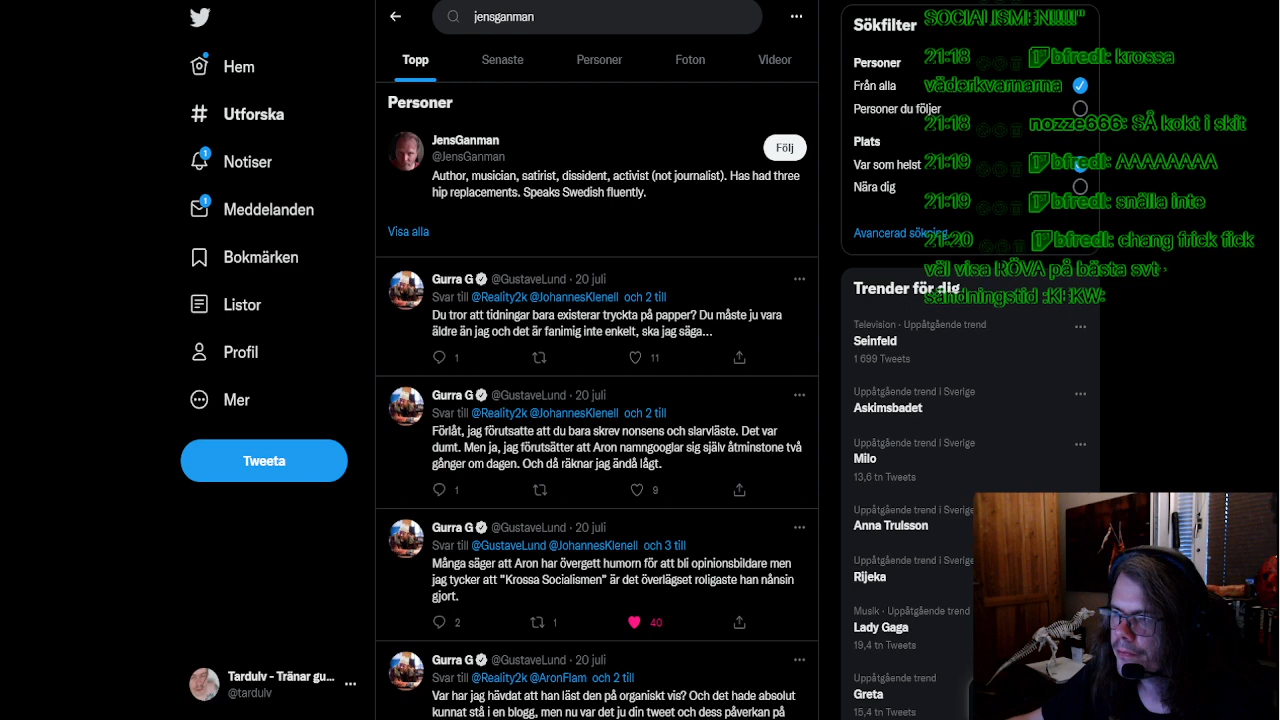 Hem
Utforska
Notiser
Meddelanden
Bokmärken
Listor
Profil
Mer
Tweeta
Tardulv - Tränar gu...
@tardulv
jensganman
Topp
Senaste
Personer
Foton
Videor
Personer
JensGanman
@JensGanman
Följ
Author, musician, satirist, dissident, activist (not journalist). Has had three
hip replacements. Speaks Swedish fluently.
Visa alla
Gurra G @GustaveLund · 20 juli
Svar till @Reality2k @JohannesKlenell och 2 till
Du tror att tidningar bara existerar tryckta på papper? Du måste ju vara
äldre än jag och det är fanimig inte enkelt, ska jag säga...
1
11
Gurra G @GustaveLund · 20 juli
Svar till @Reality2k @JohannesKlenell och 2 till
Förlåt, jag förutsatte att du bara skrev nonsens och slarvläste. Det var
dumt. Men ja, jag förutsätter att Aron namngooglar sig själv åtminstone två
gånger om dagen. Och då räknar jag ändå lågt.
1
9
Gurra G @GustaveLund · 20 juli
Svar till @GustaveLund @JohannesKlenell och 3 till
Många säger att Aron har övergett humorn för att bli opinionsbildare men
jag tycker att "Krossa Socialismen" är det överlägset roligaste han nånsin
gjort.
2
1
40
Gurra G @GustaveLund · 20 juli
Svar till @Reality2k @AronFlam och 2 till
Var har jag hävdat att han läst den på organiskt vis? Och det hade absolut
kunnat stå i en blogg, men nu var det ju din tweet och dess påverkan på
Sökfilter
Personer
Från alla
Personer du följer
Plats
Var som helst
Nära dig
Avancerad sökning
Trender för dig
Television · Uppåtgående trend
Seinfeld
1 699 Tweets
Uppåtgående trend i Sverige
Askimsbadet
Uppåtgående trend i Sverige
Milo
13,6 tn Tweets
Uppåtgående trend i Sverige
Anna Trulsson
Uppåtgående trend i Sverige
Rijeka
Musik · Uppåtgående trend
Lady Gaga
19,4 tn Tweets
Uppåtgående trend
Greta
15,4 tn Tweets
SOCIALISMEN!!!!!"
21:18 bfredl: krossa
väderkvarnarna
21:18 nozze666: SÅ kokt i skit
21:19 bfredl: AAAAAAAA
21:19 bfredl: snälla inte
21:20 bfredl: chang frick fick
väl visa RÖVA på bästa svt
sändningstid :KEKW: